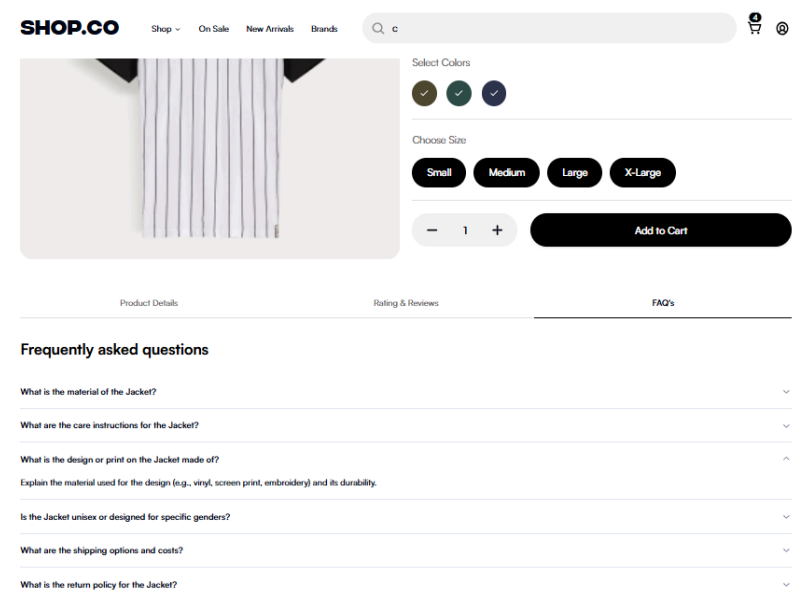 SHOP.CO
Shop
On Sale
New Arrivals
Brands
c
4
Select Colors
Choose Size
Small
Medium
Large
X-Large
1
Add to Cart
Product Details
Rating & Reviews
FAQ's
Frequently asked questions
What is the material of the Jacket?
What are the care instructions for the Jacket?
What is the design or print on the Jacket made of?
Explain the material used for the design (e.g., vinyl, screen print, embroidery) and its durability.
Is the Jacket unisex or designed for specific genders?
What are the shipping options and costs?
What is the return policy for the Jacket?